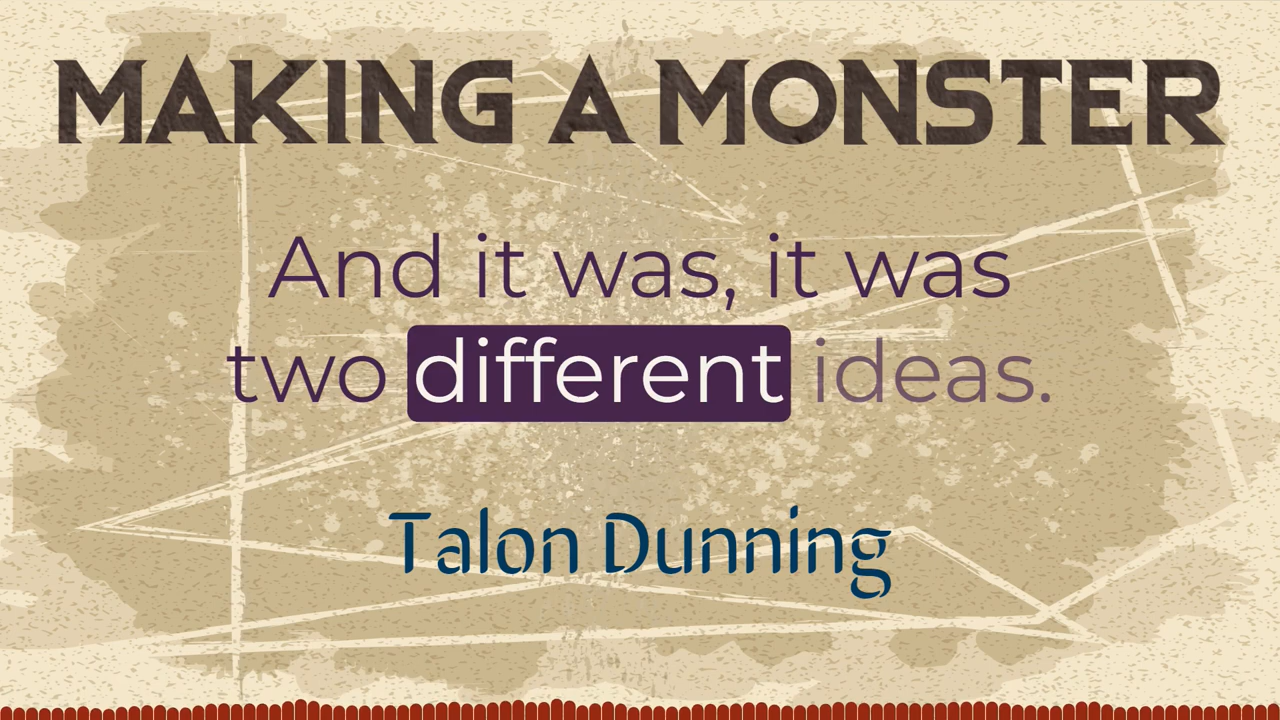 MAKING A MONSTER
And it was, it was
two different ideas.
Talon Dunning